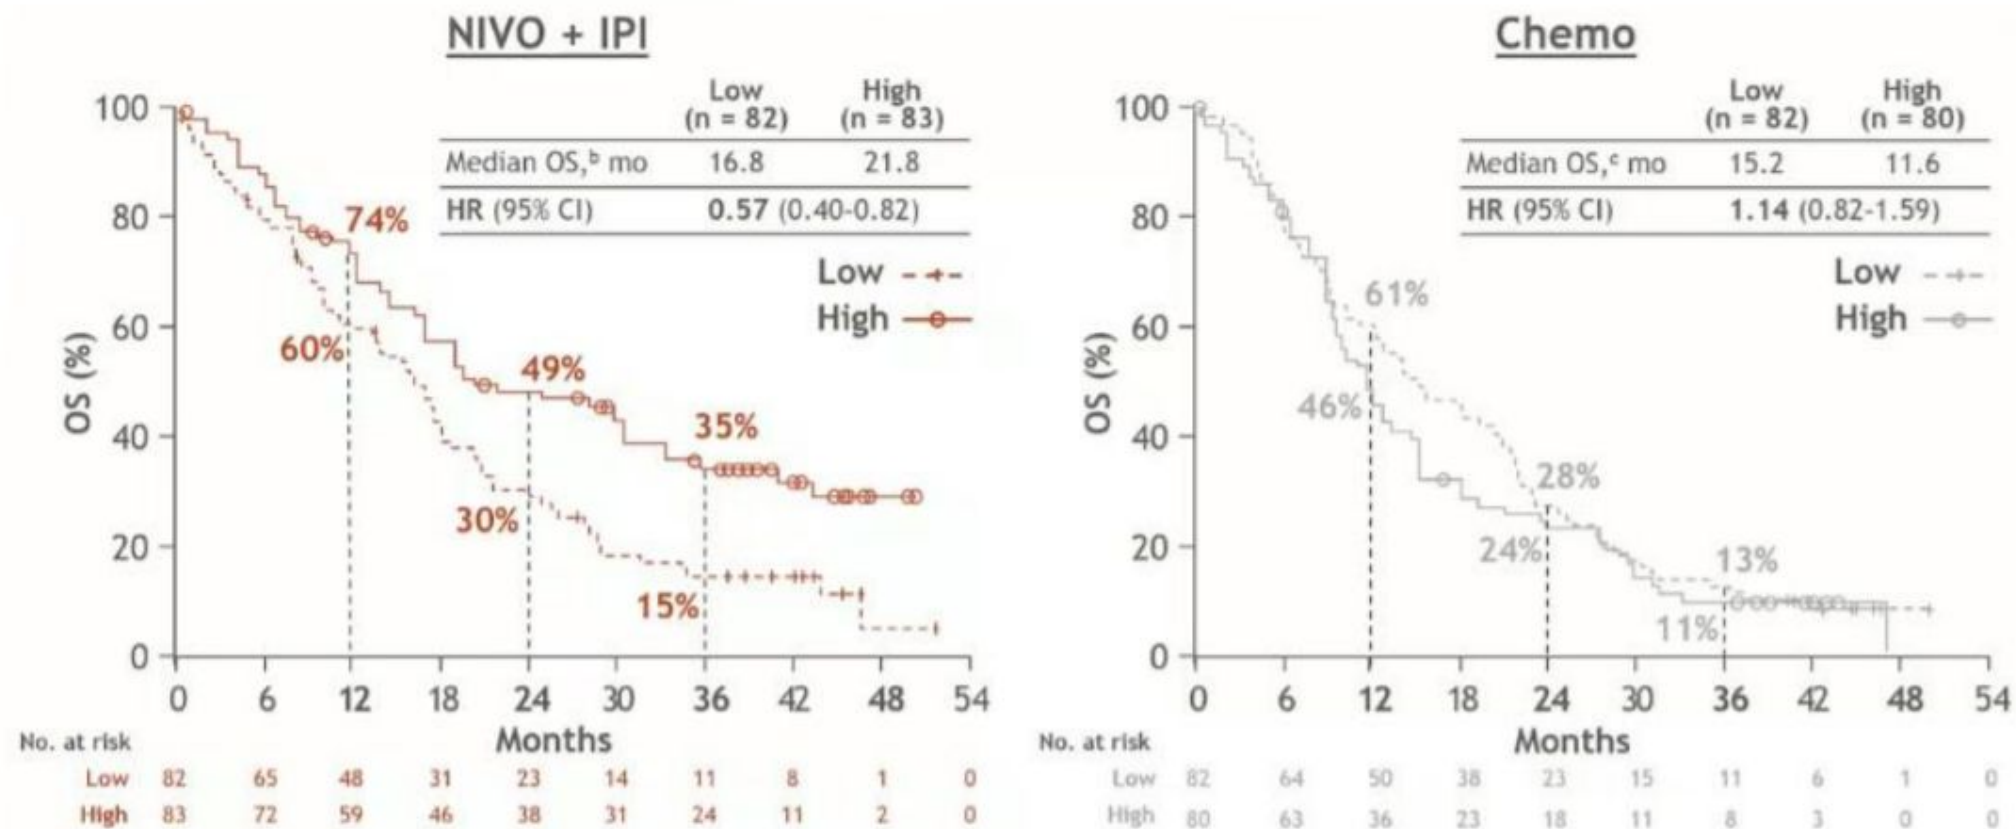 NIVO + IPI
Low High
(n = 82) (n = 83)
Median OS,ᵇ mo 16.8 21.8
HR (95% CI) 0.57 (0.40-0.82)
Low
High
OS (%)
100
80
60
40
20
0
74%
60%
49%
30%
35%
15%
0 6 12 18 24 30 36 42 48 54
Months
No. at risk
Low 82 65 48 31 23 14 11 8 1 0
High 83 72 59 46 38 31 24 11 2 0
Chemo
Low High
(n = 82) (n = 80)
Median OS,ᶜ mo 15.2 11.6
HR (95% CI) 1.14 (0.82-1.59)
Low
High
OS (%)
100
80
60
40
20
0
61%
46%
28%
24%
13%
11%
0 6 12 18 24 30 36 42 48 54
Months
No. at risk
Low 82 64 50 38 23 15 11 6 1 0
High 80 63 36 23 18 11 8 3 0 0